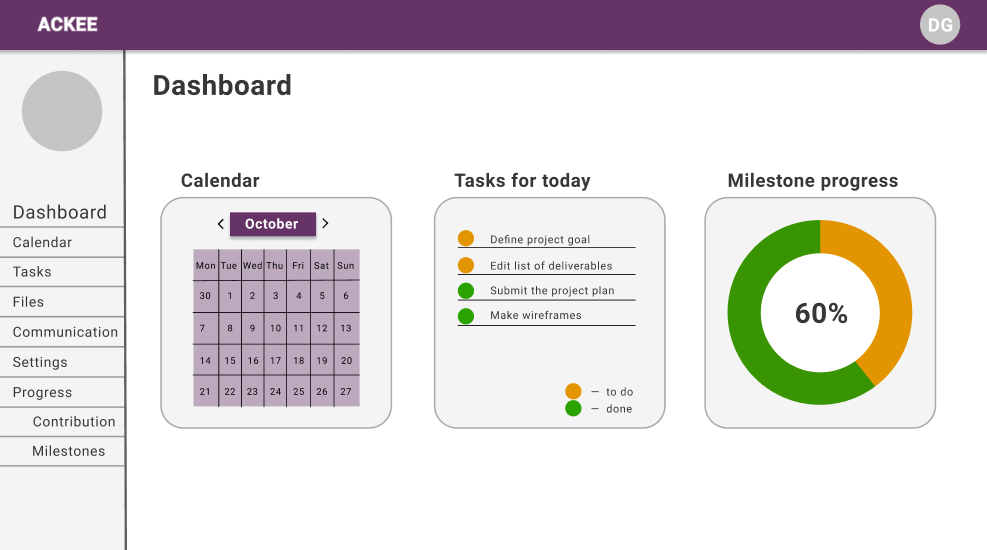 ACKEE
DG
Dashboard
Calendar
Tasks
Files
Communication
Settings
Progress
Contribution
Milestones
Dashboard
Calendar
< October >
Mon Tue Wed Thu Fri Sat Sun
30 1 2 3 4 5 6
7 8 9 10 11 12 13
14 15 16 17 18 19 20
21 22 23 24 25 26 27
Tasks for today
Define project goal
Edit list of deliverables
Submit the project plan
Make wireframes
— to do
— done
Milestone progress
60%